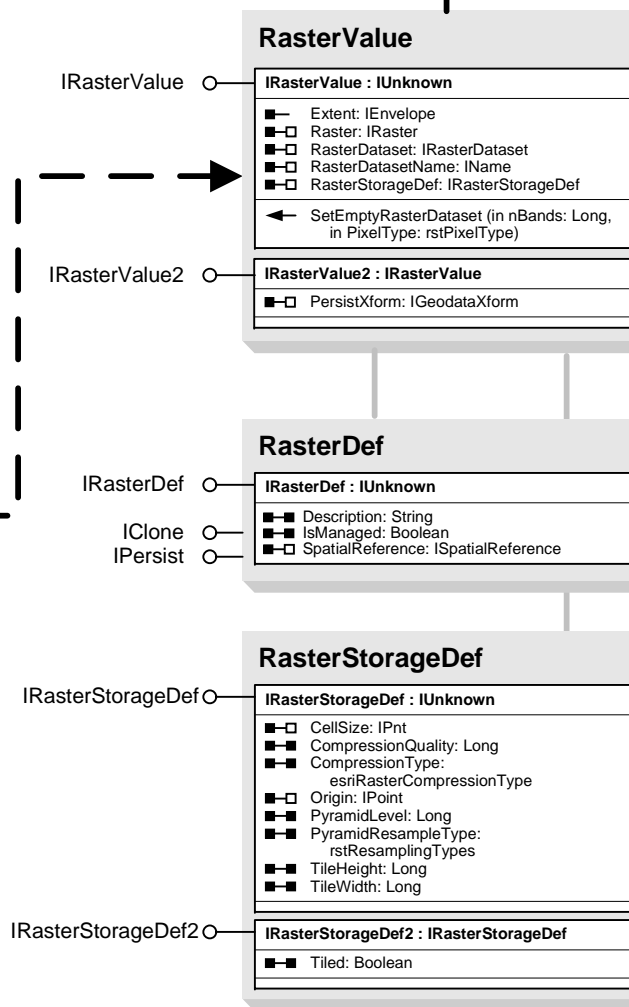 RasterValue
IRasterValue
IRasterValue : IUnknown
Extent: IEnvelope
Raster: IRaster
RasterDataset: IRasterDataset
RasterDatasetName: IName
RasterStorageDef: IRasterStorageDef
SetEmptyRasterDataset (in nBands: Long,
in PixelType: rstPixelType)
IRasterValue2
IRasterValue2 : IRasterValue
PersistXform: IGeodataXform
RasterDef
IRasterDef
IRasterDef : IUnknown
Description: String
IClone
IsManaged: Boolean
IPersist
SpatialReference: ISpatialReference
RasterStorageDef
IRasterStorageDef
IRasterStorageDef : IUnknown
CellSize: IPnt
CompressionQuality: Long
CompressionType:
esriRasterCompressionType
Origin: IPoint
PyramidLevel: Long
PyramidResampleType:
rstResamplingTypes
TileHeight: Long
TileWidth: Long
IRasterStorageDef2
IRasterStorageDef2 : IRasterStorageDef
Tiled: Boolean